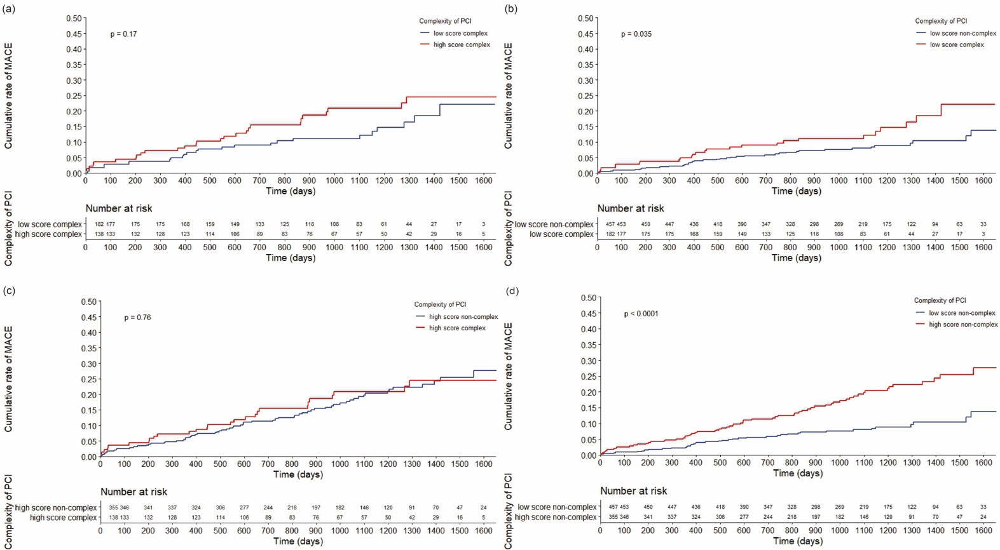 (a)
Cumulative rate of MACE
0.50
0.45
0.40
0.35
0.30
0.25
0.20
0.15
0.10
0.05
0.00
p = 0.17
Complexity of PCI
low score complex
high score complex
0 100 200 300 400 500 600 700 800 900 1000 1100 1200 1300 1400 1500 1600
Time (days)
Complexity of PCI
Number at risk
low score complex 182 177 175 175 168 159 149 133 125 118 108 83 61 44 27 17 3
high score complex 138 133 132 128 123 114 106 89 83 76 67 57 50 42 29 16 5
0 100 200 300 400 500 600 700 800 900 1000 1100 1200 1300 1400 1500 1600
Time (days)
(b)
Cumulative rate of MACE
0.50
0.45
0.40
0.35
0.30
0.25
0.20
0.15
0.10
0.05
0.00
p = 0.035
Complexity of PCI
low score non-complex
low score complex
0 100 200 300 400 500 600 700 800 900 1000 1100 1200 1300 1400 1500 1600
Time (days)
Complexity of PCI
Number at risk
low score non-complex 457 453 450 447 436 418 390 347 328 298 269 219 175 122 94 63 33
low score complex 182 177 175 175 168 159 149 133 125 118 108 83 61 44 27 17 3
0 100 200 300 400 500 600 700 800 900 1000 1100 1200 1300 1400 1500 1600
Time (days)
(c)
Cumulative rate of MACE
0.50
0.45
0.40
0.35
0.30
0.25
0.20
0.15
0.10
0.05
0.00
p = 0.76
Complexity of PCI
high score non-complex
high score complex
0 100 200 300 400 500 600 700 800 900 1000 1100 1200 1300 1400 1500 1600
Time (days)
Complexity of PCI
Number at risk
high score non-complex 355 346 341 337 324 306 277 244 218 197 182 146 120 91 70 47 24
high score complex 138 133 132 128 123 114 106 89 83 76 67 57 50 42 29 16 5
0 100 200 300 400 500 600 700 800 900 1000 1100 1200 1300 1400 1500 1600
Time (days)
(d)
Cumulative rate of MACE
0.50
0.45
0.40
0.35
0.30
0.25
0.20
0.15
0.10
0.05
0.00
p < 0.0001
Complexity of PCI
low score non-complex
high score non-complex
0 100 200 300 400 500 600 700 800 900 1000 1100 1200 1300 1400 1500 1600
Time (days)
Complexity of PCI
Number at risk
low score non-complex 457 453 450 447 436 418 390 347 328 298 269 219 175 122 94 63 33
high score non-complex 355 346 341 337 324 306 277 244 218 197 182 146 120 91 70 47 24
0 100 200 300 400 500 600 700 800 900 1000 1100 1200 1300 1400 1500 1600
Time (days)